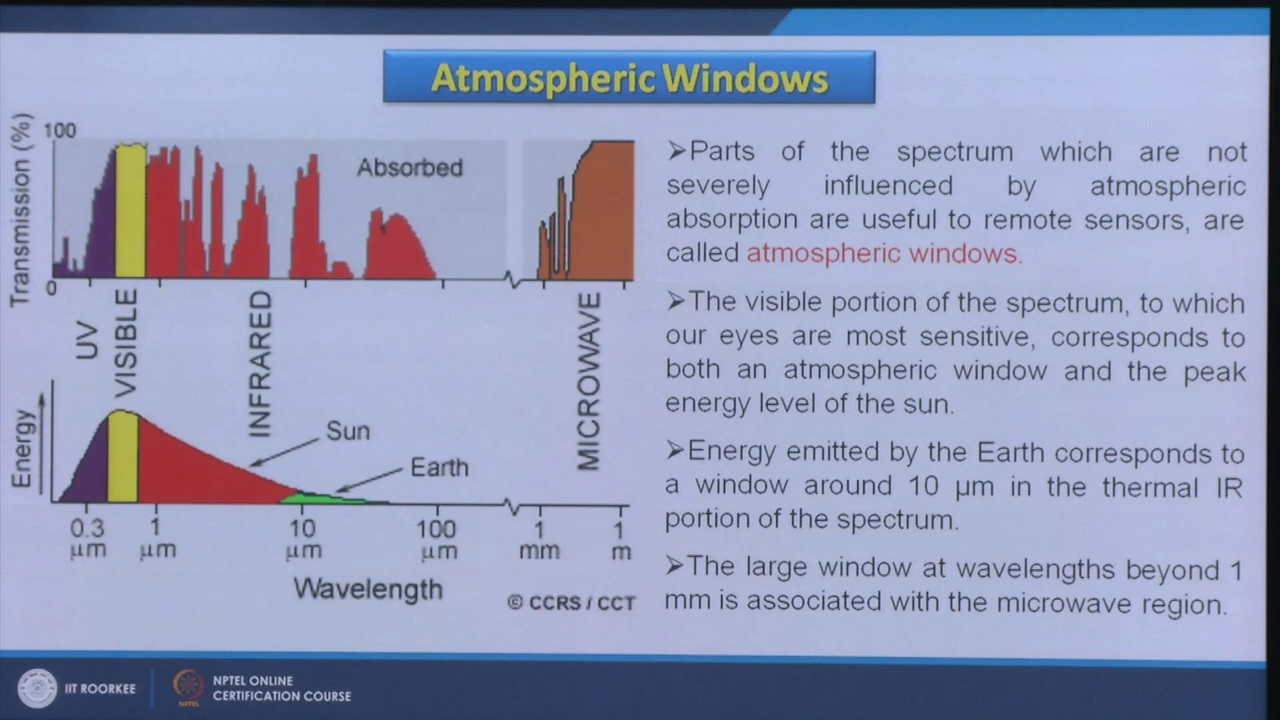 Atmospheric Windows
Transmission (%)
100
0
Absorbed
UV
VISIBLE
INFRARED
MICROWAVE
Energy
Sun
Earth
0.3 μm
1 μm
10 μm
100 μm
1 mm
1 m
Wavelength
© CCRS / CCT
➢Parts of the spectrum which are not
severely influenced by atmospheric
absorption are useful to remote sensors, are
called atmospheric windows.
➢The visible portion of the spectrum, to which
our eyes are most sensitive, corresponds to
both an atmospheric window and the peak
energy level of the sun.
➢Energy emitted by the Earth corresponds to
a window around 10 μm in the thermal IR
portion of the spectrum.
➢The large window at wavelengths beyond 1
mm is associated with the microwave region.
IIT ROORKEE
NPTEL
NPTEL ONLINE
CERTIFICATION COURSE